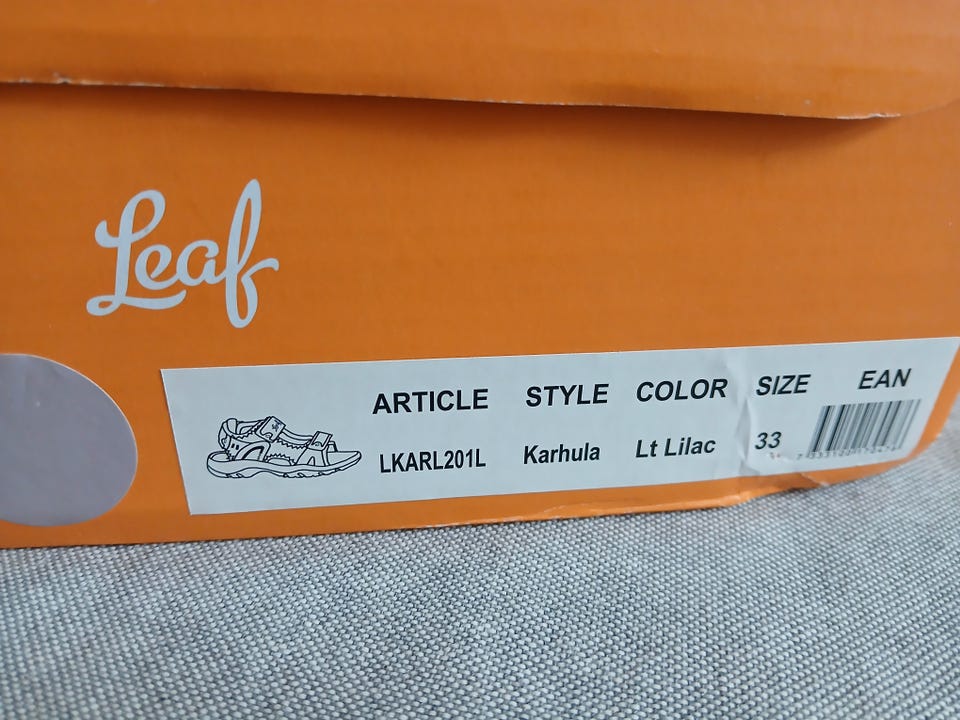 Leaf
ARTICLE STYLE COLOR SIZE EAN
LKARL201L Karhula Lt Lilac 33